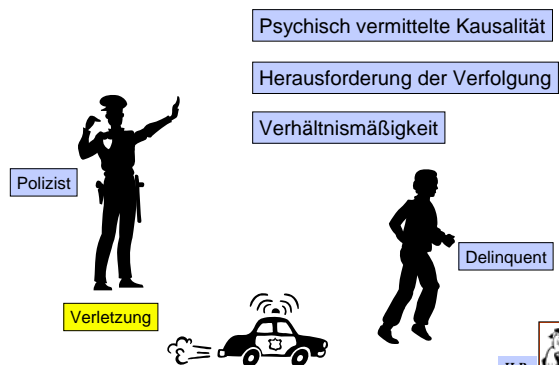 Psychisch vermittelte Kausalität
Herausforderung der Verfolgung
Verhältnismäßigkeit
Polizist
Delinquent
Verletzung